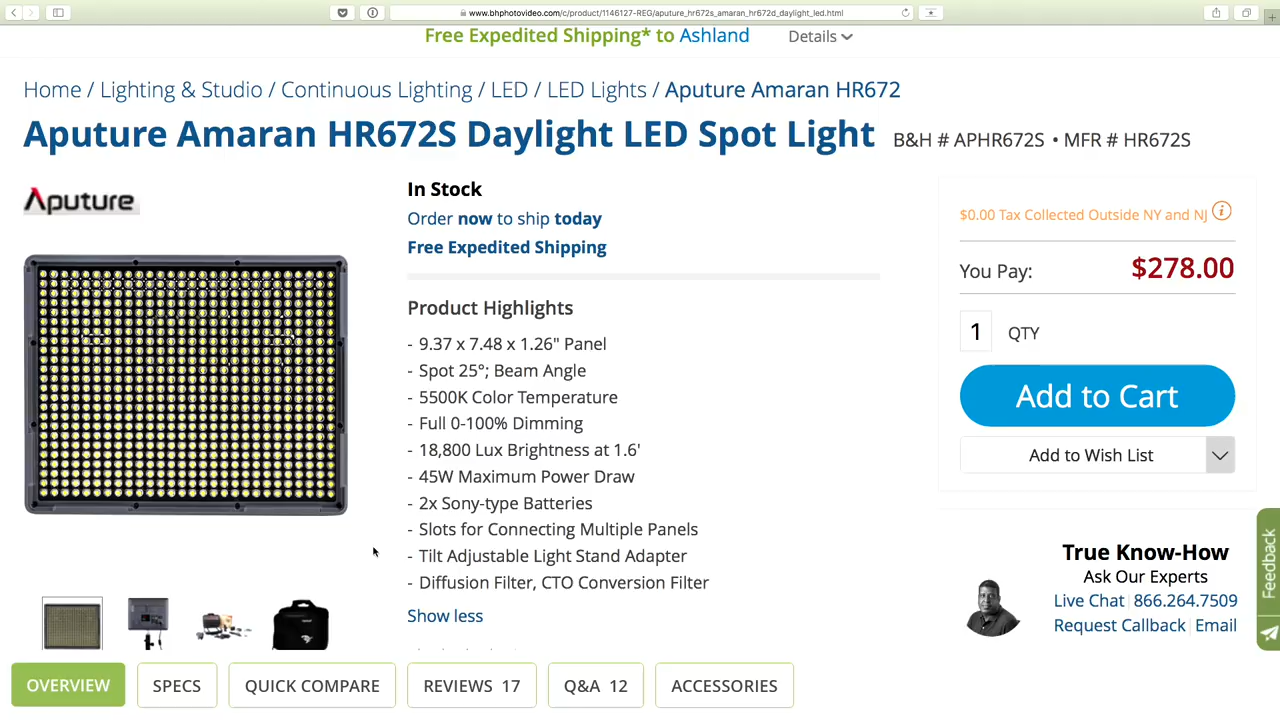 www.bhphotovideo.com/c/product/1146127-REG/aputure_hr672s_amaran_hr672d_daylight_led.html
Free Expedited Shipping* to Ashland Details
Home / Lighting & Studio / Continuous Lighting / LED / LED Lights / Aputure Amaran HR672
Aputure Amaran HR672S Daylight LED Spot Light B&H # APHR672S • MFR # HR672S
Aputure
In Stock
Order now to ship today
Free Expedited Shipping
Product Highlights
- 9.37 x 7.48 x 1.26" Panel
- Spot 25°; Beam Angle
- 5500K Color Temperature
- Full 0-100% Dimming
- 18,800 Lux Brightness at 1.6'
- 45W Maximum Power Draw
- 2x Sony-type Batteries
- Slots for Connecting Multiple Panels
- Tilt Adjustable Light Stand Adapter
- Diffusion Filter, CTO Conversion Filter
Show less
$0.00 Tax Collected Outside NY and NJ
You Pay: $278.00
1 QTY
Add to Cart
Add to Wish List
True Know-How
Ask Our Experts
Live Chat 866.264.7509
Request Callback Email
Feedback
OVERVIEW SPECS QUICK COMPARE REVIEWS 17 Q&A 12 ACCESSORIES